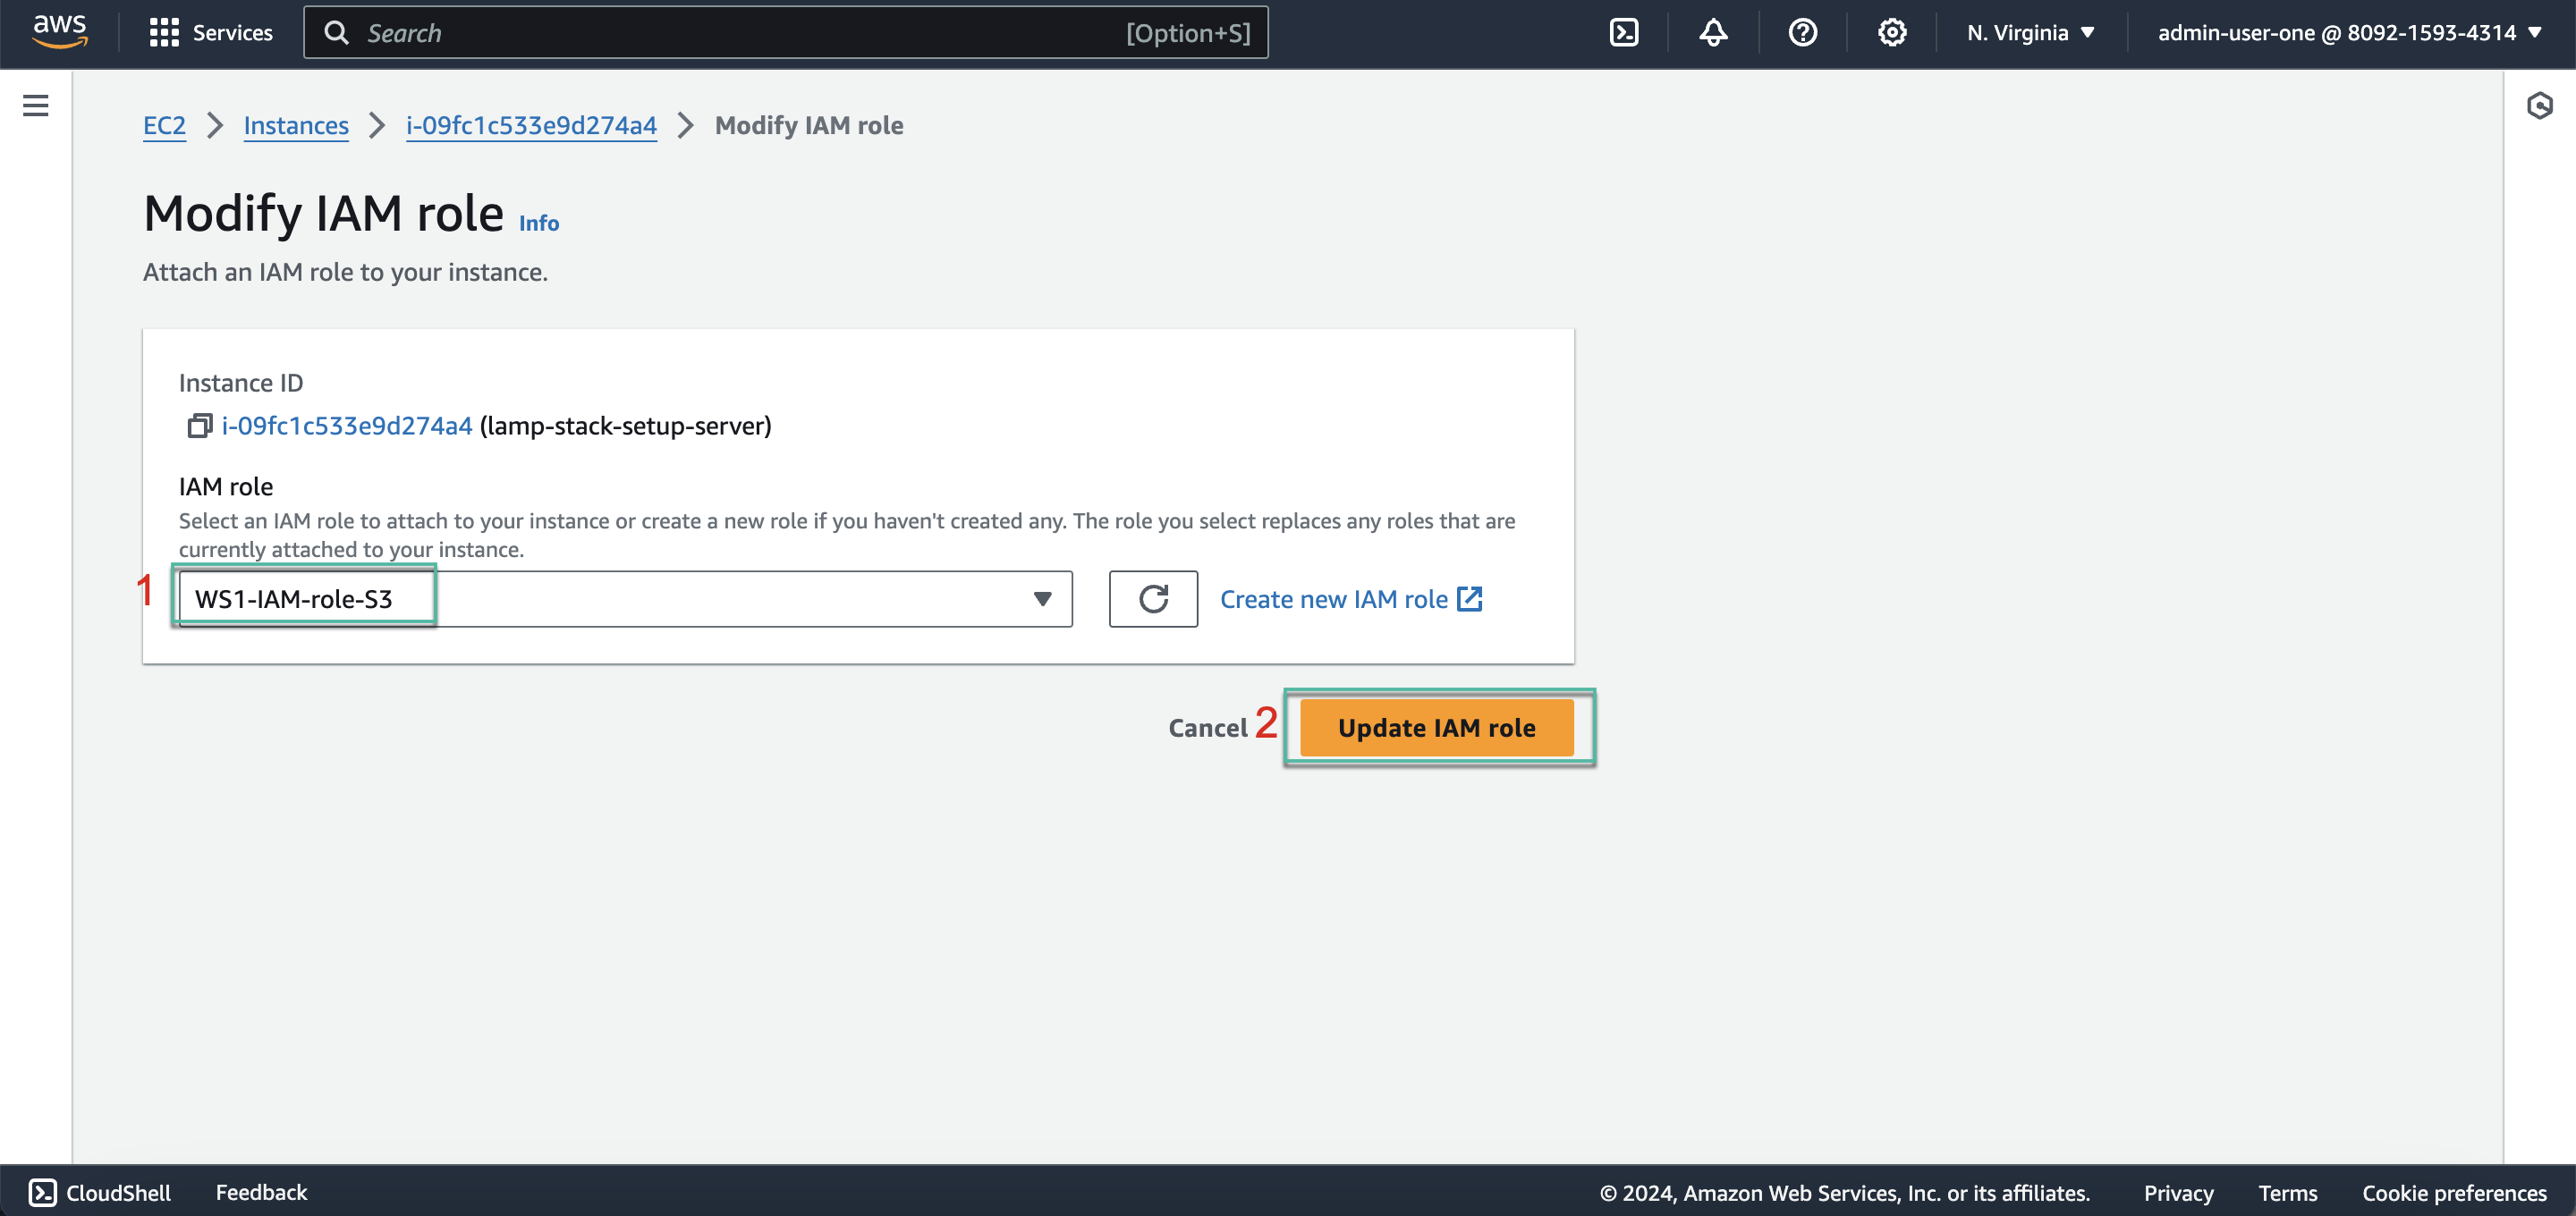 aws
Services
Search
[Option+S]
N. Virginia
admin-user-one @ 8092-1593-4314
EC2
Instances
i-09fc1c533e9d274a4
Modify IAM role
Modify IAM role Info
Attach an IAM role to your instance.
Instance ID
i-09fc1c533e9d274a4 (lamp-stack-setup-server)
IAM role
Select an IAM role to attach to your instance or create a new role if you haven't created any. The role you select replaces any roles that are
currently attached to your instance.
1
WS1-IAM-role-S3
Create new IAM role
Cancel
2
Update IAM role
CloudShell
Feedback
© 2024, Amazon Web Services, Inc. or its affiliates.
Privacy
Terms
Cookie preferences